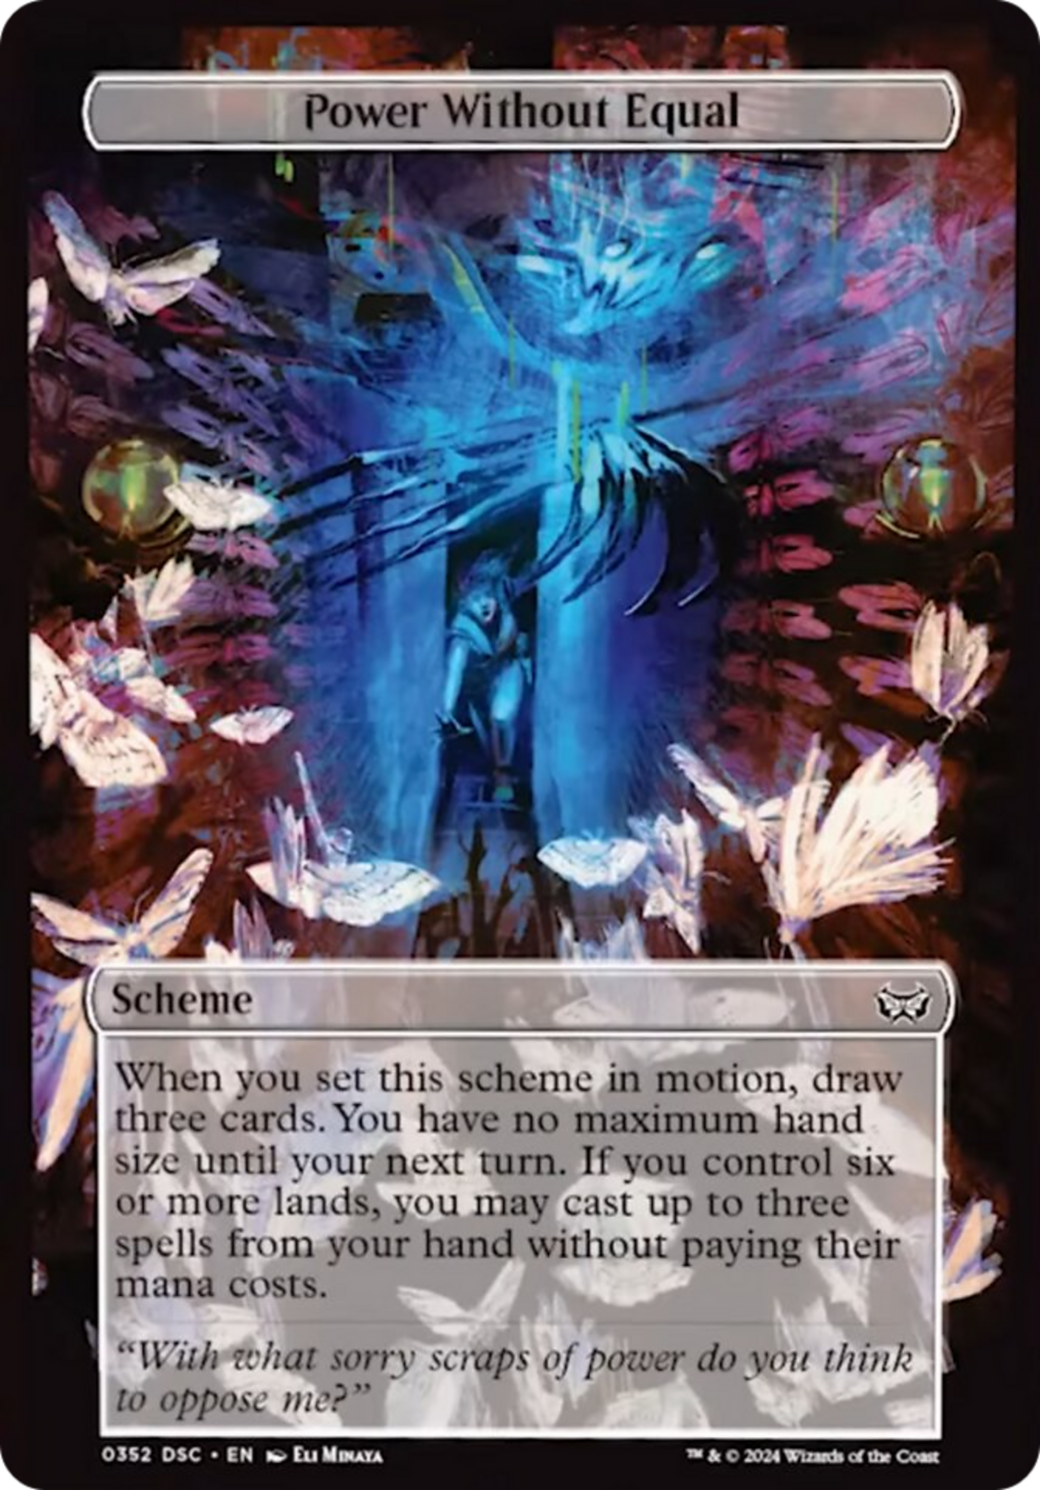 Power Without Equal
Scheme
When you set this scheme in motion, draw
three cards. You have no maximum hand
size until your next turn. If you control six
or more lands, you may cast up to three
spells from your hand without paying their
mana costs.
“With what sorry scraps of power do you think
to oppose me?”
0352 DSC • EN Eli Minaya
™ & © 2024 Wizards of the Coast